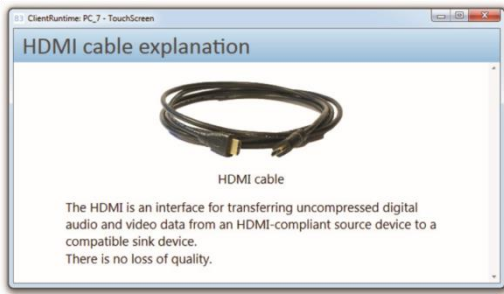 ClientRuntime: PC_7 - TouchScreen
HDMI cable explanation
HDMI cable
The HDMI is an interface for transferring uncompressed digital
audio and video data from an HDMI-compliant source device to a
compatible sink device.
There is no loss of quality.